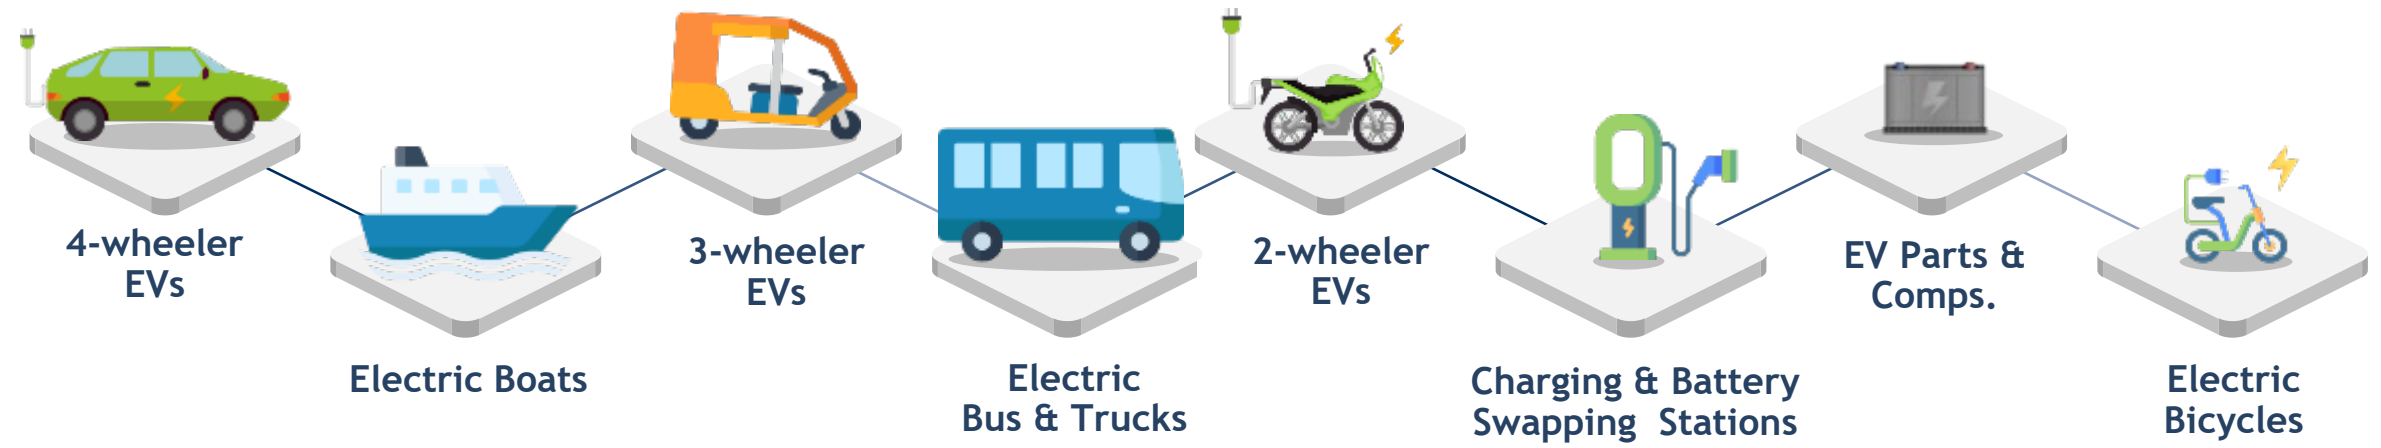 4-wheeler
EVs
Electric Boats
3-wheeler
EVs
Electric
Bus & Trucks
2-wheeler
EVs
Charging & Battery
Swapping Stations
EV Parts &
Comps.
Electric
Bicycles